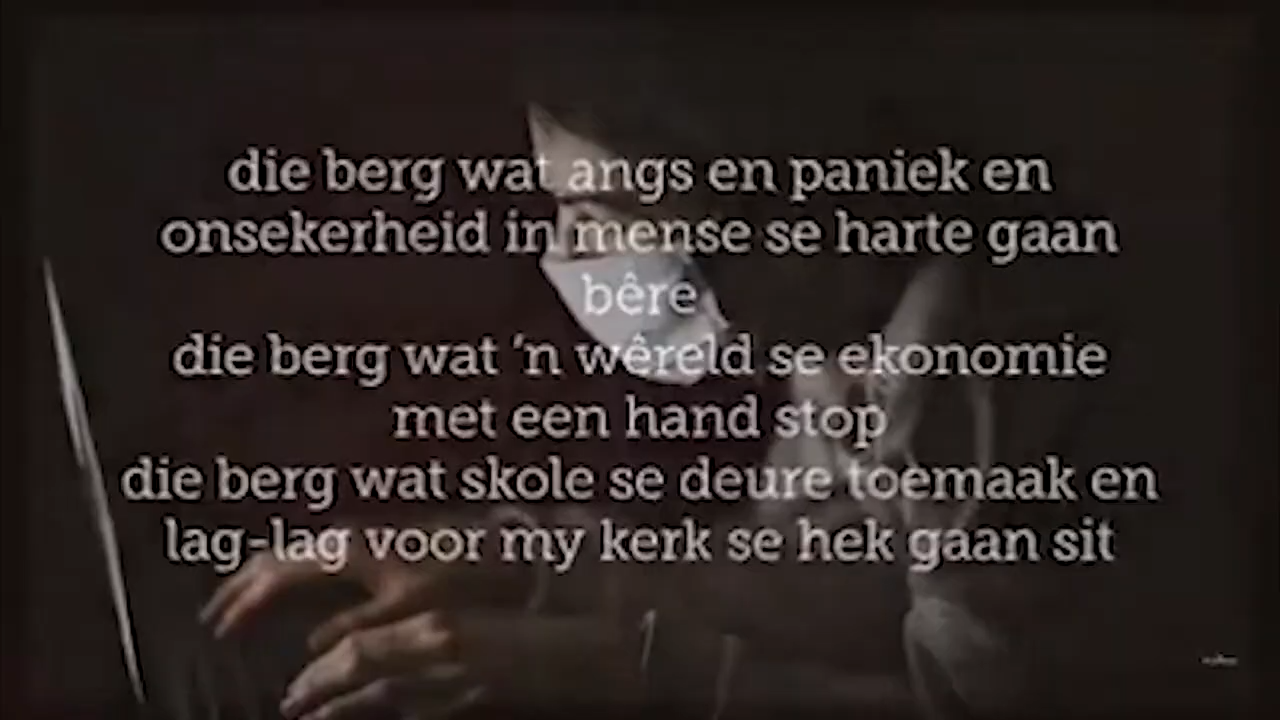 die berg wat angs en paniek en
onsekerheid in mense se harte gaan
bêre
die berg wat ’n wêreld se ekonomie
met een hand stop
die berg wat skole se deure toemaak en
lag-lag voor my kerk se hek gaan sit